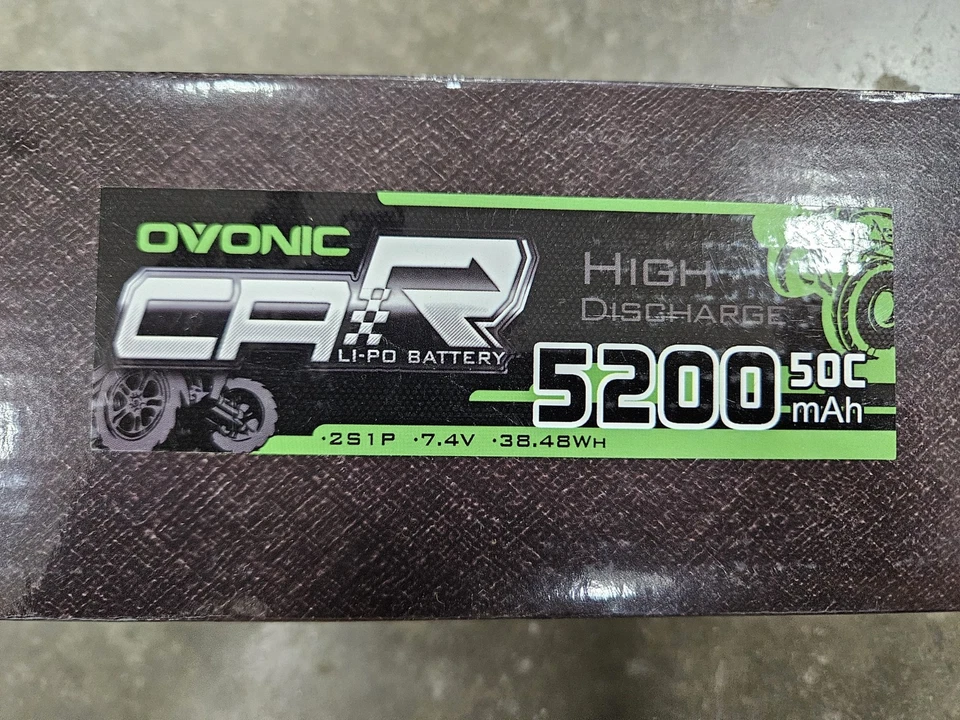 OVONIC
CAR
LI-PO BATTERY
HIGH
DISCHARGE
5200
50C
mAh
·2S1P ·7.4V ·38.48WH